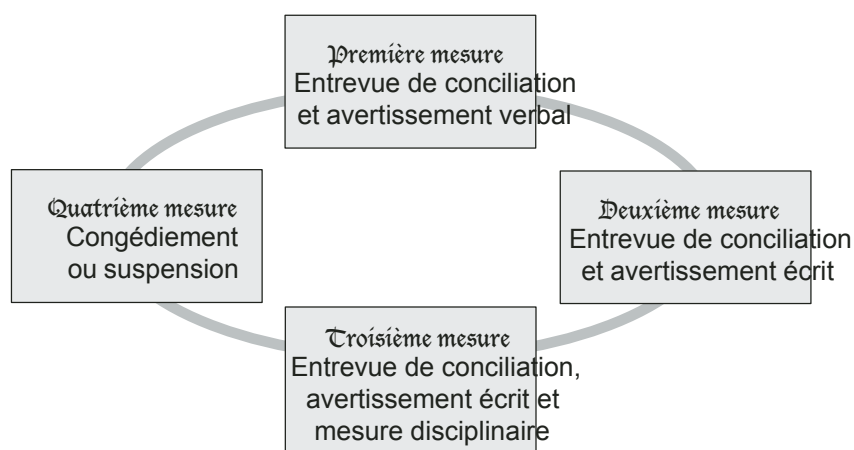 Première mesure
Entrevue de conciliation
et avertissement verbal
Quatrième mesure
Congédiement
ou suspension
Deuxième mesure
Entrevue de conciliation
et avertissement écrit
Troisième mesure
Entrevue de conciliation,
avertissement écrit et
mesure disciplinaire